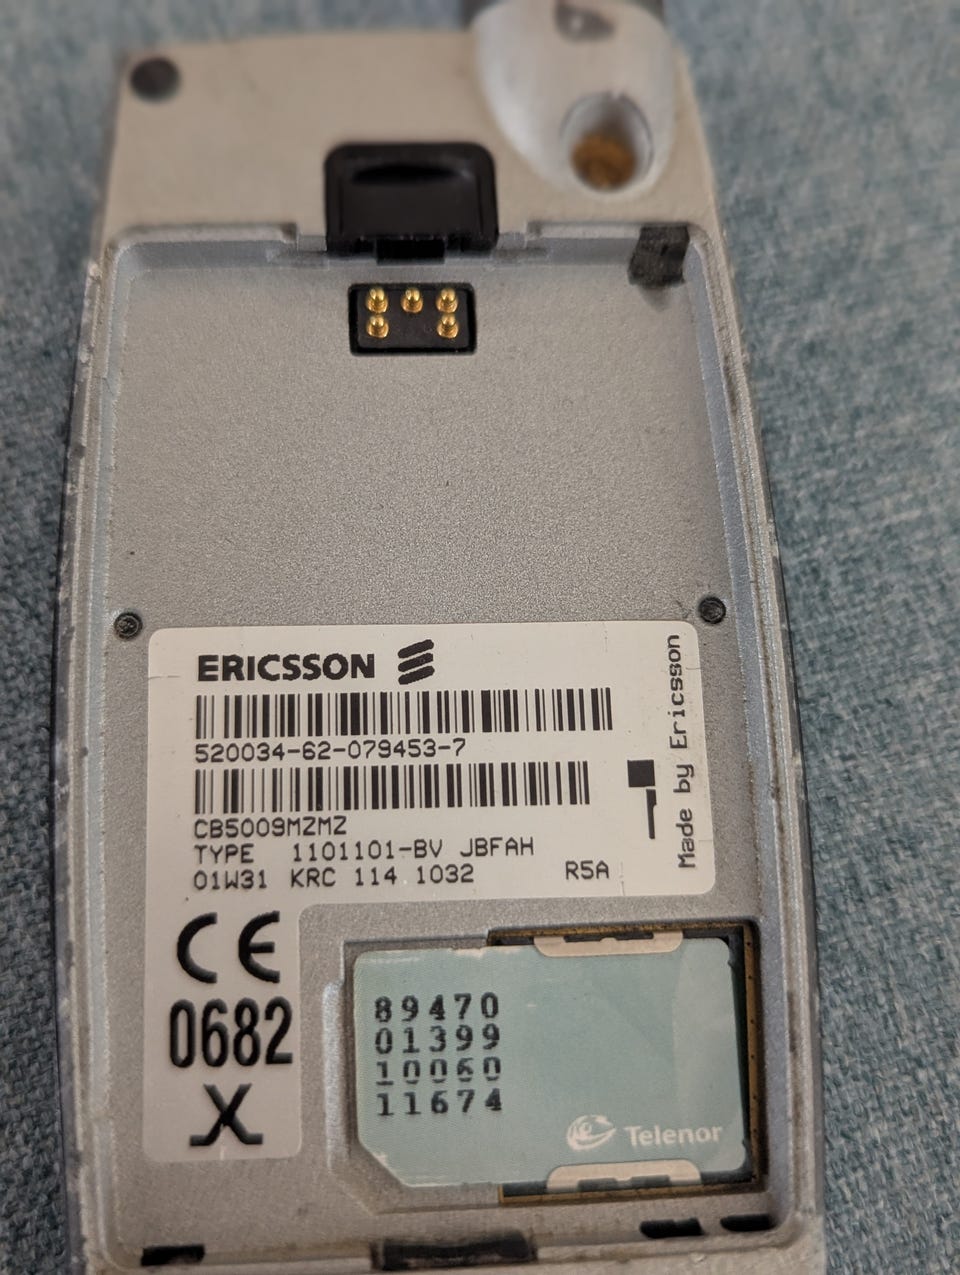 ERICSSON
520034-62-079453-7
CB5009MZMZ
TYPE 1101101-BV JBFAH
01W31 KRC 114 1032 R5A
Made by Ericsson
CE
0682
X
89470
01399
10060
11674
Telenor